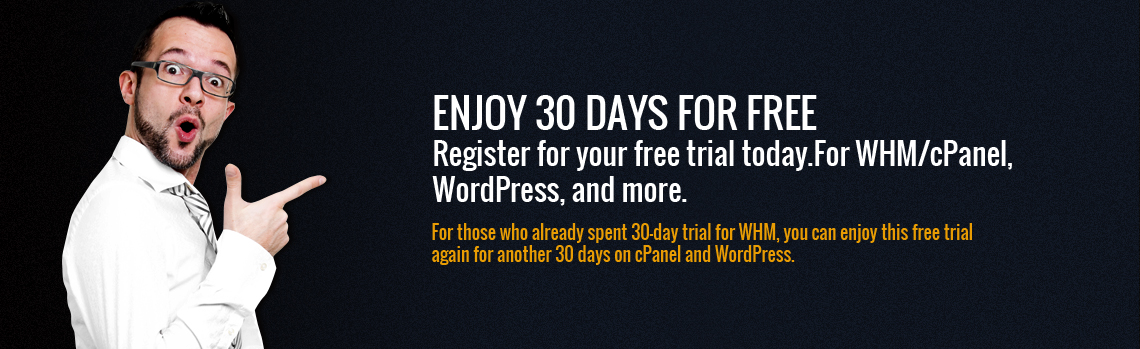 ENJOY 30 DAYS FOR FREE
Register for your free trial today.For WHM/cPanel,
WordPress, and more.
For those who already spent 30-day trial for WHM, you can enjoy this free trial
again for another 30 days on cPanel and WordPress.